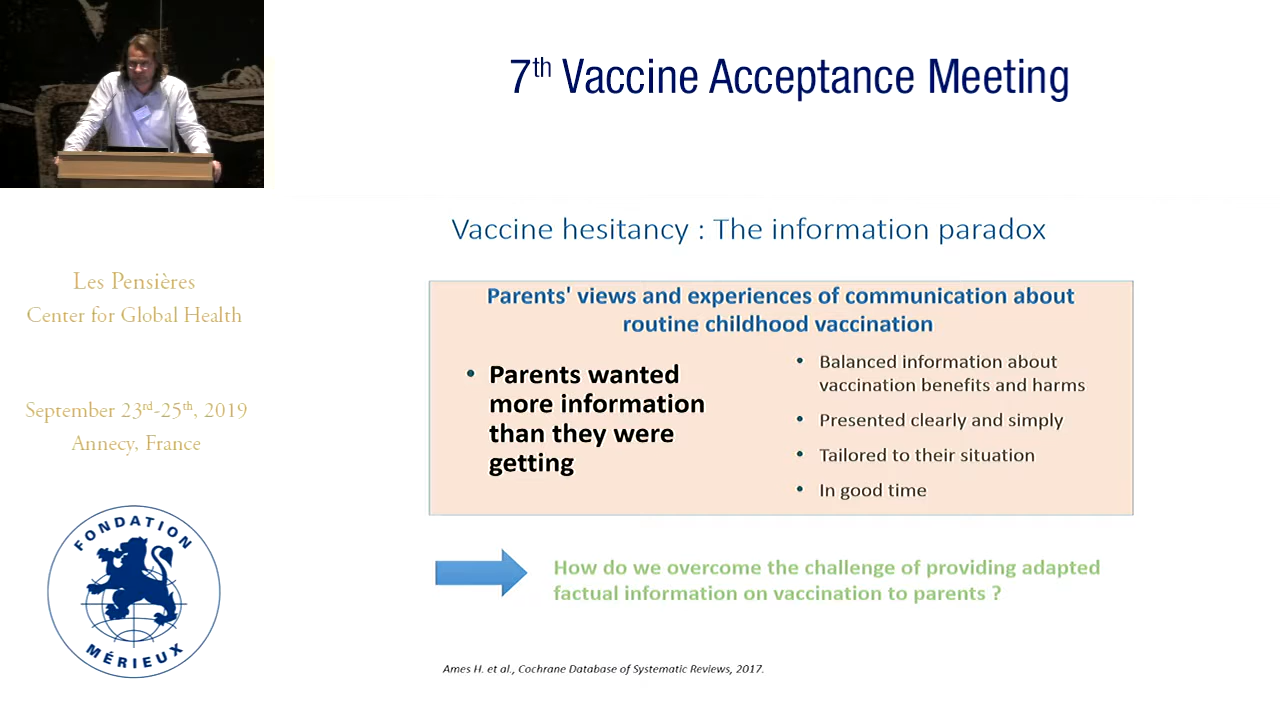 7th Vaccine Acceptance Meeting
Les Pensières
Center for Global Health
September 23rd-25th, 2019
Annecy, France
FONDATION
MÉRIEUX
Vaccine hesitancy : The information paradox
Parents' views and experiences of communication about
routine childhood vaccination
• Parents wanted
more information
than they were
getting
• Balanced information about
vaccination benefits and harms
• Presented clearly and simply
• Tailored to their situation
• In good time
How do we overcome the challenge of providing adapted
factual information on vaccination to parents ?
Ames H. et al., Cochrane Database of Systematic Reviews, 2017.